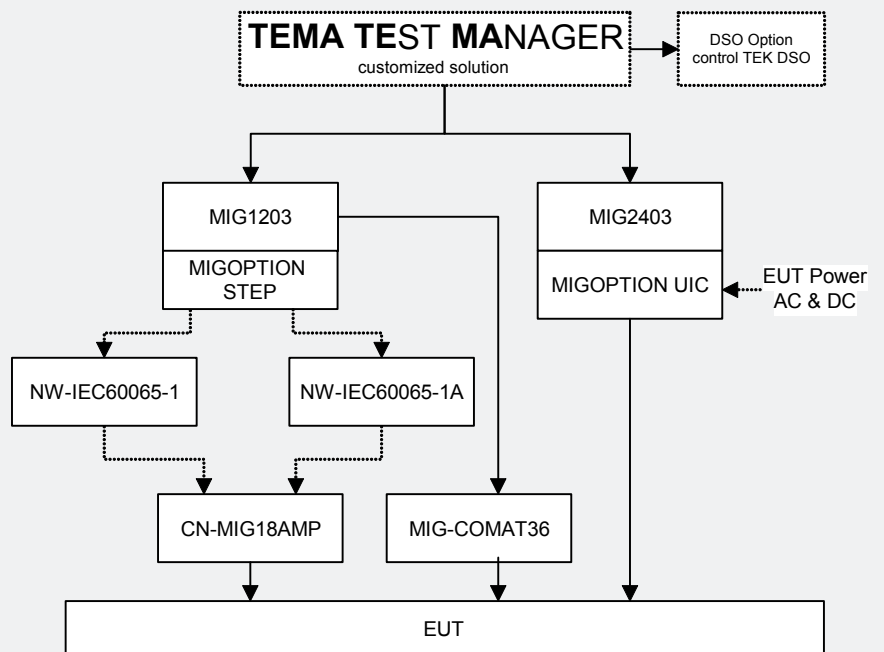 TEMA TEST MANAGER
customized solution
DSO Option
control TEK DSO
MIG1203
MIG2403
MIGOPTION
STEP
MIGOPTION UIC
EUT Power
AC & DC
NW-IEC60065-1
NW-IEC60065-1A
CN-MIG18AMP
MIG-COMAT36
EUT